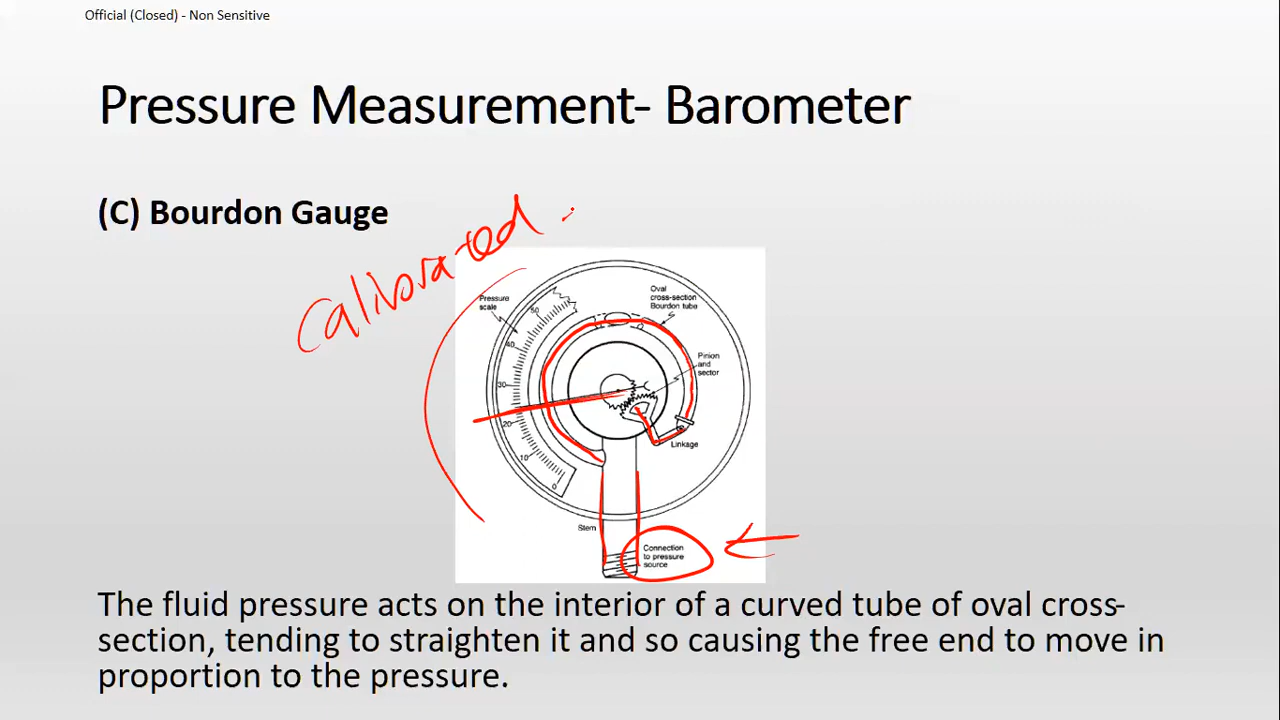 Official (Closed) - Non Sensitive
Pressure Measurement- Barometer
(C) Bourdon Gauge
Calibrated
Pressure
scale
Oval
cross-section
Bourdon tube
50
40
Pinion
and
sector
30
20
Linkage
10
0
Stem
Connection
to pressure
source
The fluid pressure acts on the interior of a curved tube of oval cross-
section, tending to straighten it and so causing the free end to move in
proportion to the pressure.